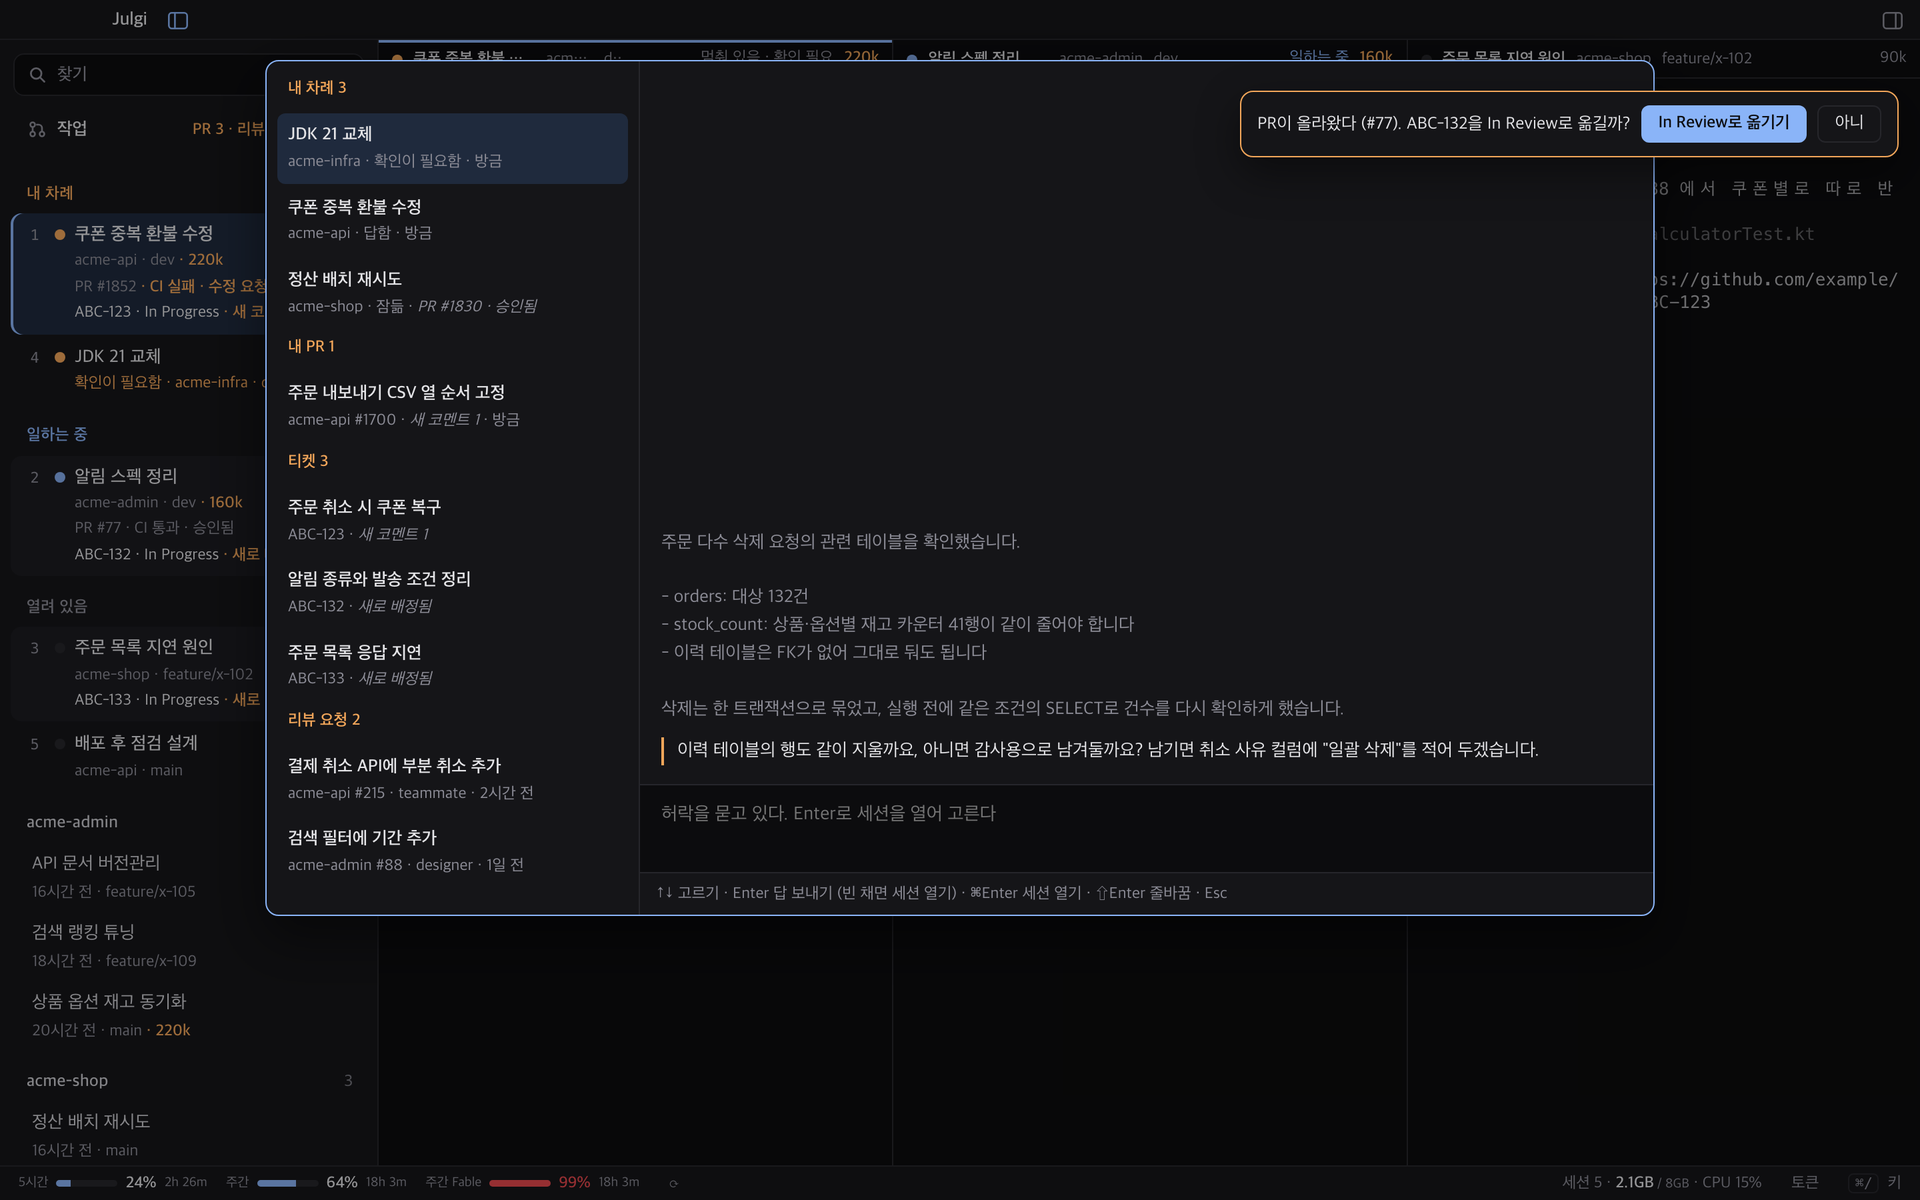 Julgi
찾기
작업
PR 3 · 리뷰
내 차례
1 쿠폰 중복 환불 수정
acme-api · dev · 220k
PR #1852 · CI 실패 · 수정 요청
ABC-123 · In Progress · 새 코
4 JDK 21 교체
확인이 필요함 · acme-infra ·
일하는 중
2 알림 스펙 정리
acme-admin · dev · 160k
PR #77 · CI 통과 · 승인됨
ABC-132 · In Progress · 새로
열려 있음
3 주문 목록 지연 원인
acme-shop · feature/x-102
ABC-133 · In Progress · 새로
5 배포 후 점검 설계
acme-api · main
acme-admin
API 문서 버전관리
16시간 전 · feature/x-105
검색 랭킹 튜닝
18시간 전 · feature/x-109
상품 옵션 재고 동기화
20시간 전 · main · 220k
acme-shop 3
정산 배치 재시도
16시간 전 · main
쿠폰 중복 환불 ··· acm··· d·· 멈춰 있음 · 확인 필요 220k
알림 스펙 정리 acme-admin dev 일하는 중 160k
주문 목록 지연 원인 acme-shop feature/x-102 90k
내 차례 3
JDK 21 교체
acme-infra · 확인이 필요함 · 방금
쿠폰 중복 환불 수정
acme-api · 답함 · 방금
정산 배치 재시도
acme-shop · 잠듦 · PR #1830 · 승인됨
내 PR 1
주문 내보내기 CSV 열 순서 고정
acme-api #1700 · 새 코멘트 1 · 방금
티켓 3
주문 취소 시 쿠폰 복구
ABC-123 · 새 코멘트 1
알림 종류와 발송 조건 정리
ABC-132 · 새로 배정됨
주문 목록 응답 지연
ABC-133 · 새로 배정됨
리뷰 요청 2
결제 취소 API에 부분 취소 추가
acme-api #215 · teammate · 2시간 전
검색 필터에 기간 추가
acme-admin #88 · designer · 1일 전
주문 다수 삭제 요청의 관련 테이블을 확인했습니다.
- orders: 대상 132건
- stock_count: 상품·옵션별 재고 카운터 41행이 같이 줄어야 합니다
- 이력 테이블은 FK가 없어 그대로 둬도 됩니다
삭제는 한 트랜잭션으로 묶었고, 실행 전에 같은 조건의 SELECT로 건수를 다시 확인하게 했습니다.
이력 테이블의 행도 같이 지울까요, 아니면 감사용으로 남겨둘까요? 남기면 취소 사유 컬럼에 "일괄 삭제"를 적어 두겠습니다.
허락을 묻고 있다. Enter로 세션을 열어 고른다
↑↓ 고르기 · Enter 답 보내기 (빈 채면 세션 열기) · ⌘Enter 세션 열기 · ⇧Enter 줄바꿈 · Esc
PR이 올라왔다 (#77). ABC-132을 In Review로 옮길까? In Review로 옮기기 아니
8 에서 쿠폰별로 따로 반
lculatorTest.kt
s://github.com/example/
C-123
5시간 24% 2h 26m 주간 64% 18h 3m 주간 Fable 99% 18h 3m
세션 5 · 2.1GB / 8GB · CPU 15% 토큰 ⌘/ 키